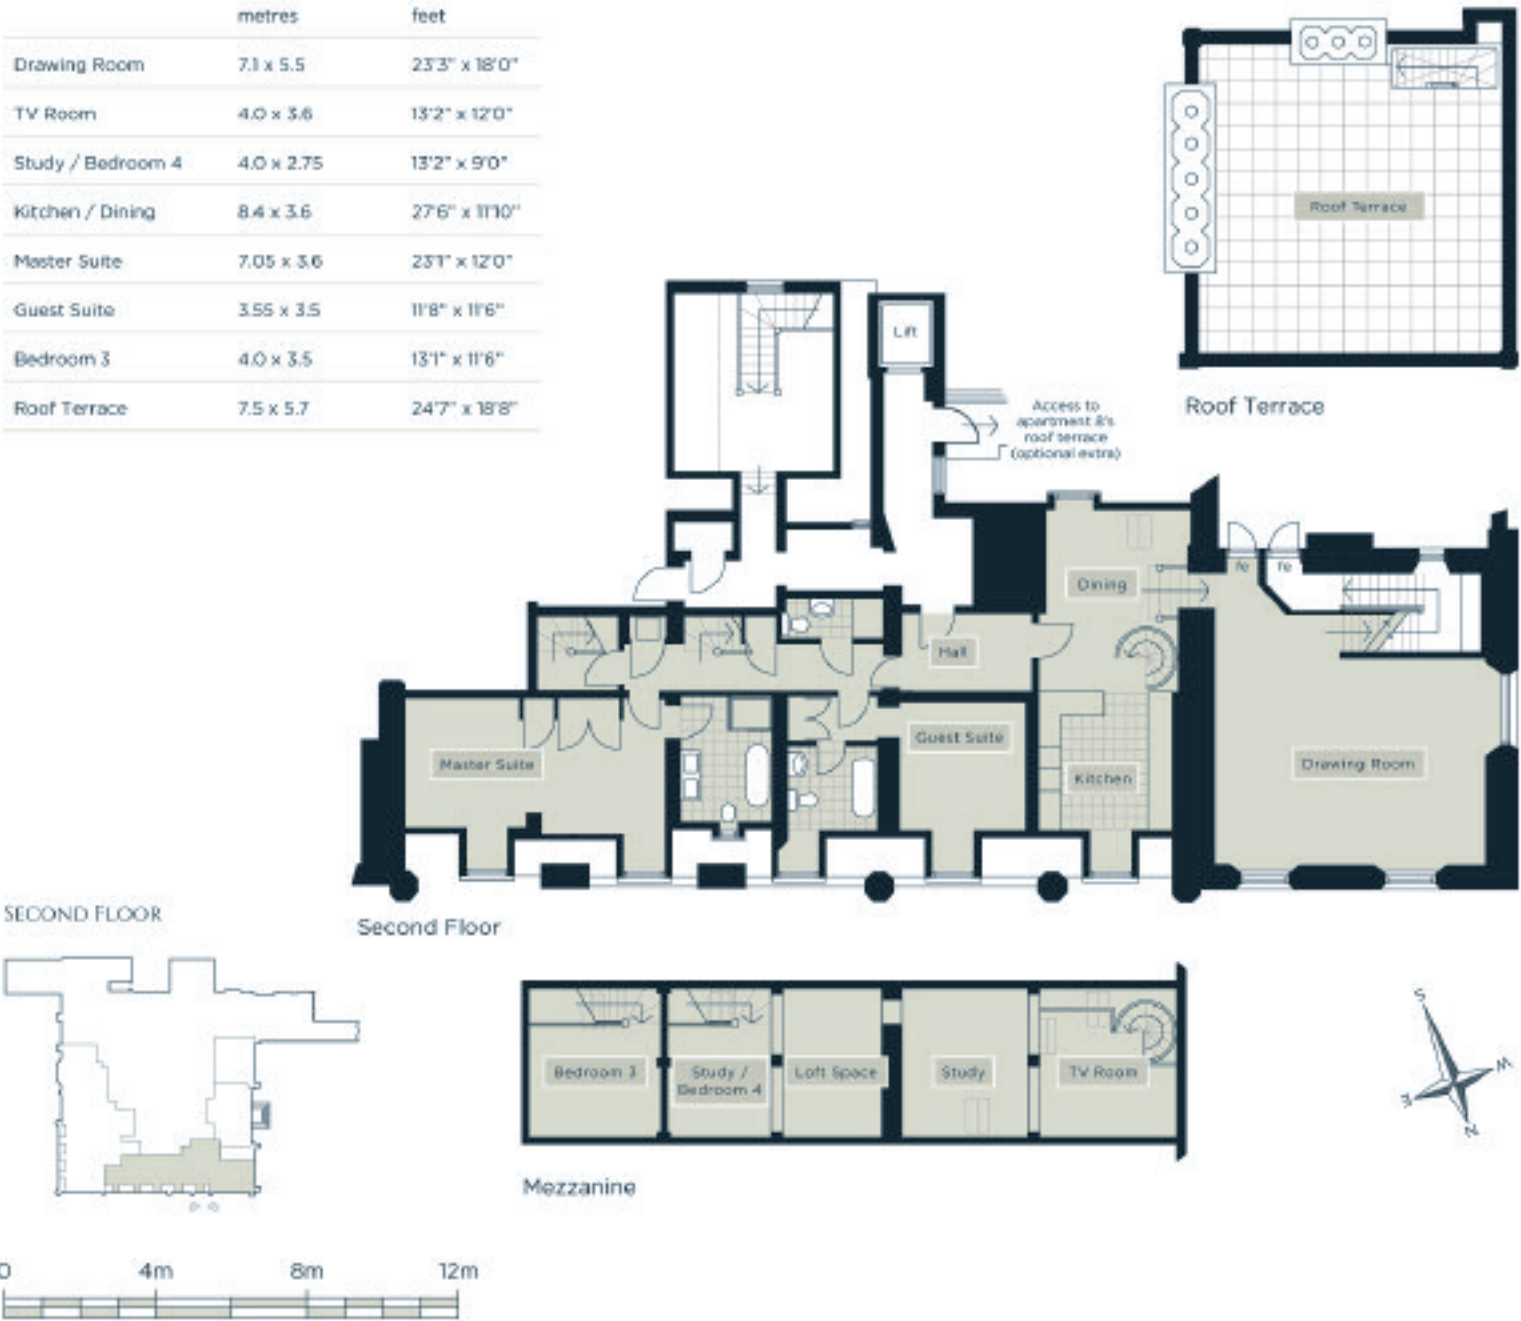 metres feet
Drawing Room 7.1 x 5.5 23'3" x 18'0"
TV Room 4.0 x 3.6 13'2" x 12'0"
Study / Bedroom 4 4.0 x 2.75 13'2" x 9'0"
Kitchen / Dining 8.4 x 3.6 27'6" x 11'10"
Master Suite 7.05 x 3.6 23'1" x 12'0"
Guest Suite 3.55 x 3.5 11'8" x 11'6"
Bedroom 3 4.0 x 3.5 13'1" x 11'6"
Roof Terrace 7.5 x 5.7 24'7" x 18'8"
Roof Terrace
Roof Terrace
Lift
Access to
apartment 8's
roof terrace
(optional extra)
Dining
fe fe
Hall
Guest Suite
Master Suite
Kitchen
Drawing Room
Second Floor
SECOND FLOOR
Bedroom 3
Study /
Bedroom 4
Loft Space
Study
TV Room
Mezzanine
S
W
E
N
0 4m 8m 12m